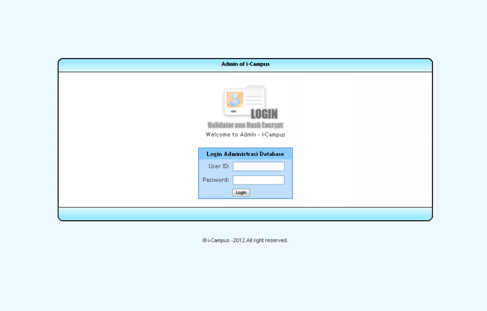 Admin of i-Campus
LOGIN
Validator use Hash Encrypt
Welcome to Admin - i-Campus
Login Administrasi Database
User ID:
Password:
Login
© i-Campus -2012.All right reserved.